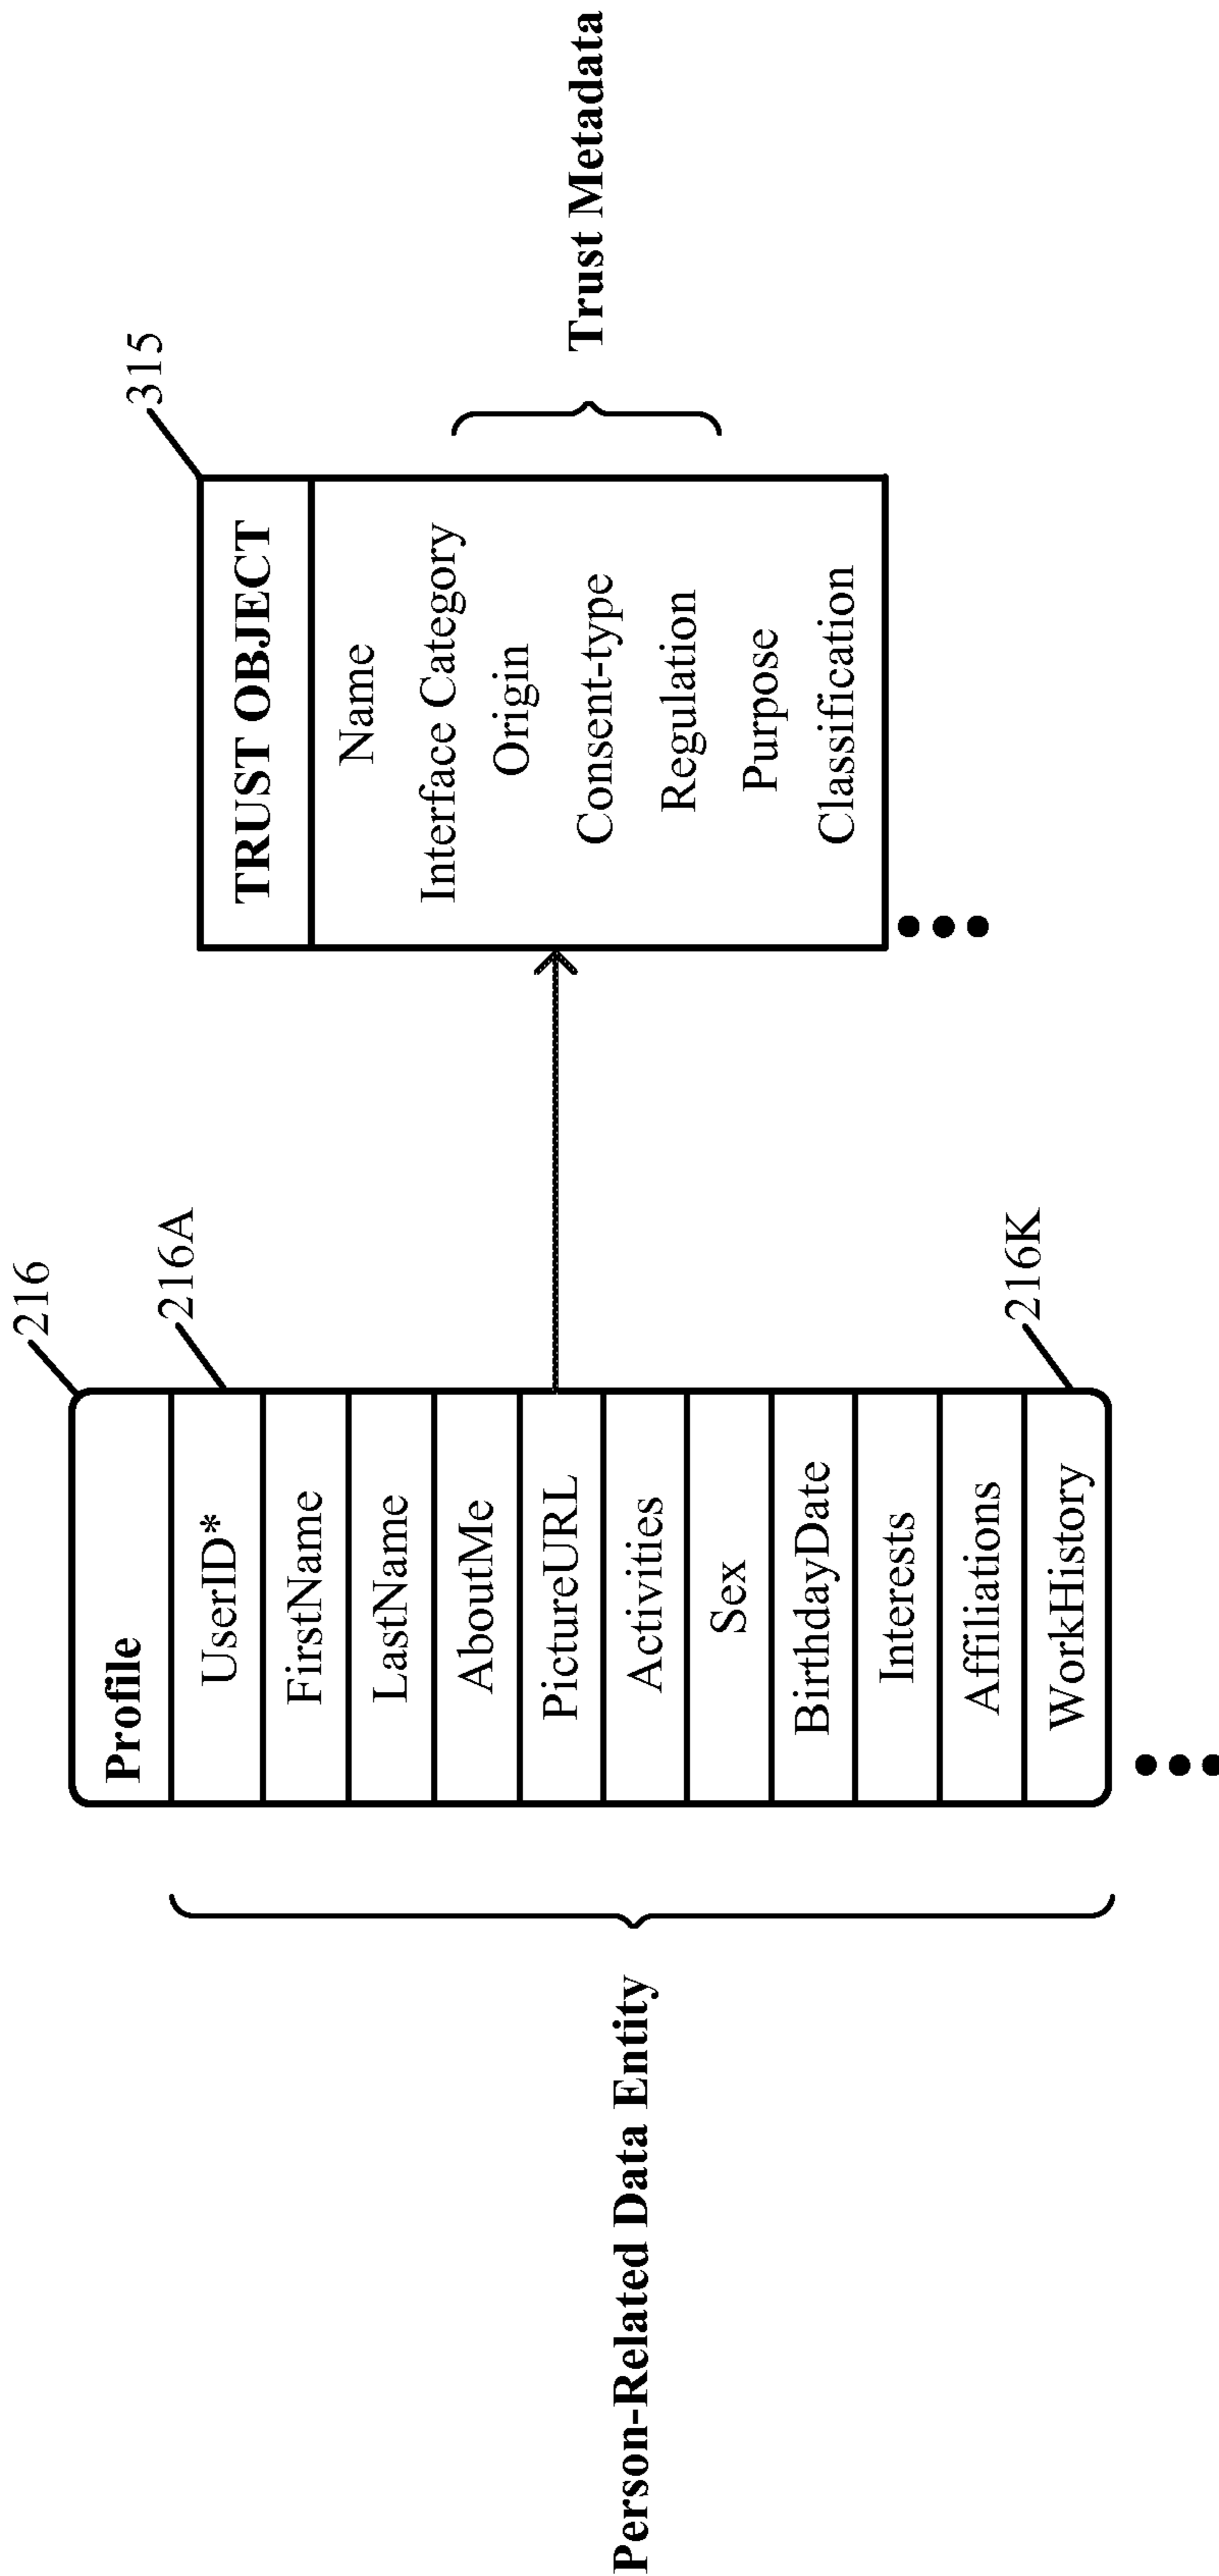 Person-Related Data Entity
216
Profile
216A
UserID*
FirstName
LastName
AboutMe
PictureURL
Activities
Sex
BirthdayDate
Interests
Affiliations
216K
WorkHistory
315
TRUST OBJECT
Name
Interface Category
Origin
Consent-type
Regulation
Purpose
Classification
Trust Metadata